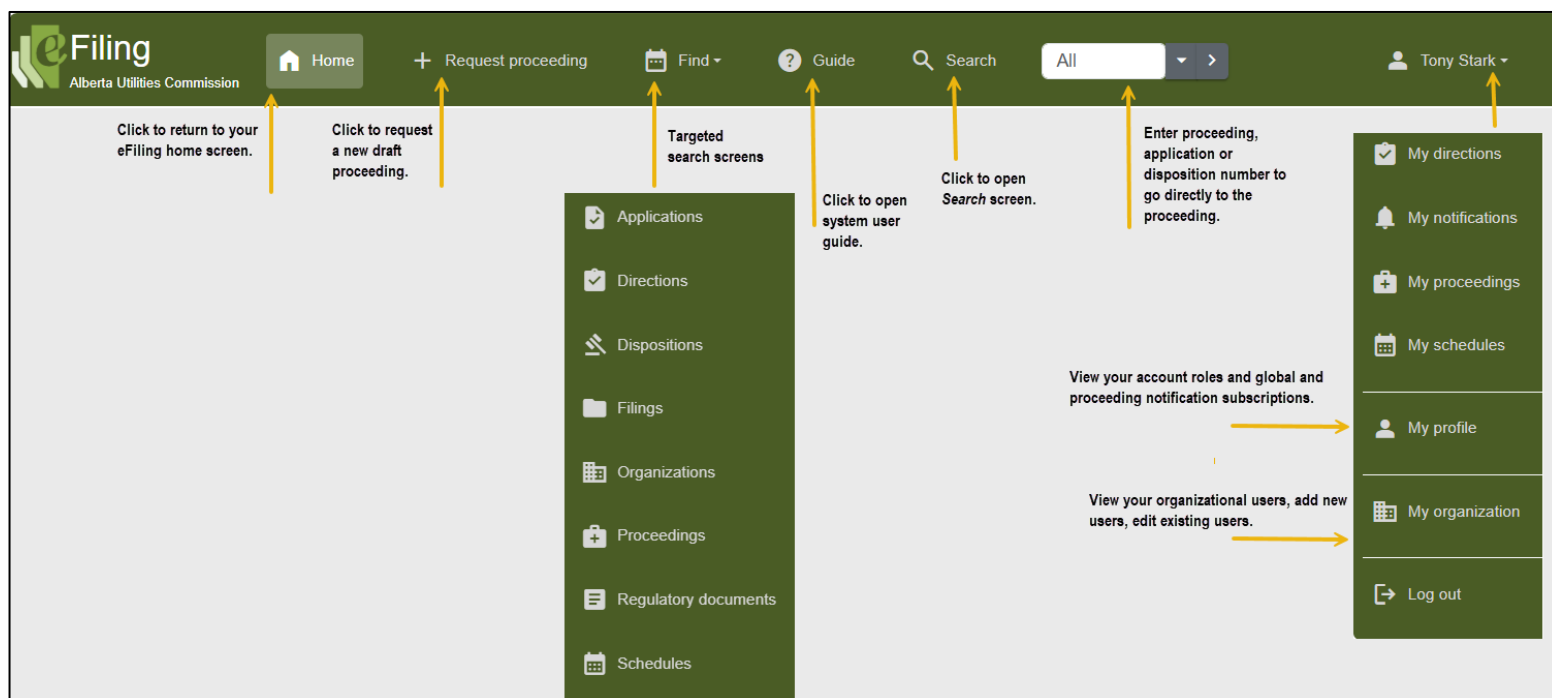 eFiling
Alberta Utilities Commission
Home
Request proceeding
Find
Guide
Search
All
Tony Stark
Click to return to your
eFiling home screen.
Click to request
a new draft
proceeding.
Targeted
search screens
Click to open
system user
guide.
Click to open
Search screen.
Enter proceeding,
application or
disposition number to
go directly to the
proceeding.
Applications
Directions
Dispositions
Filings
Organizations
Proceedings
Regulatory documents
Schedules
My directions
My notifications
My proceedings
My schedules
View your account roles and global and
proceeding notification subscriptions.
My profile
View your organizational users, add new
users, edit existing users.
My organization
Log out